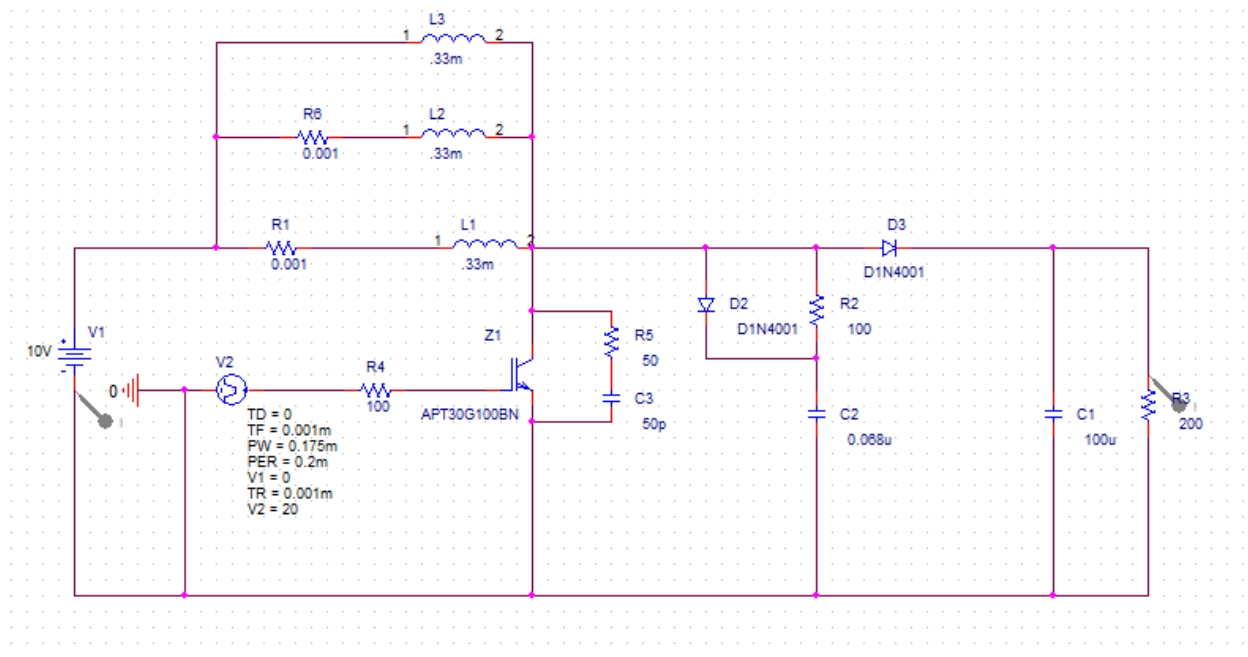 L3
1 2
.33m
R6
L2
1 2
0.001
.33m
R1
L1
1 2
0.001
.33m
D3
D1N4001
D2
D1N4001
R2
100
V1
10V
+
-
Z1
R5
50
V2
R4
100
0
APT30G100BN
C3
50p
R3
200
TD = 0
TF = 0.001m
PW = 0.175m
PER = 0.2m
V1 = 0
TR = 0.001m
V2 = 20
C2
0.068u
C1
100u